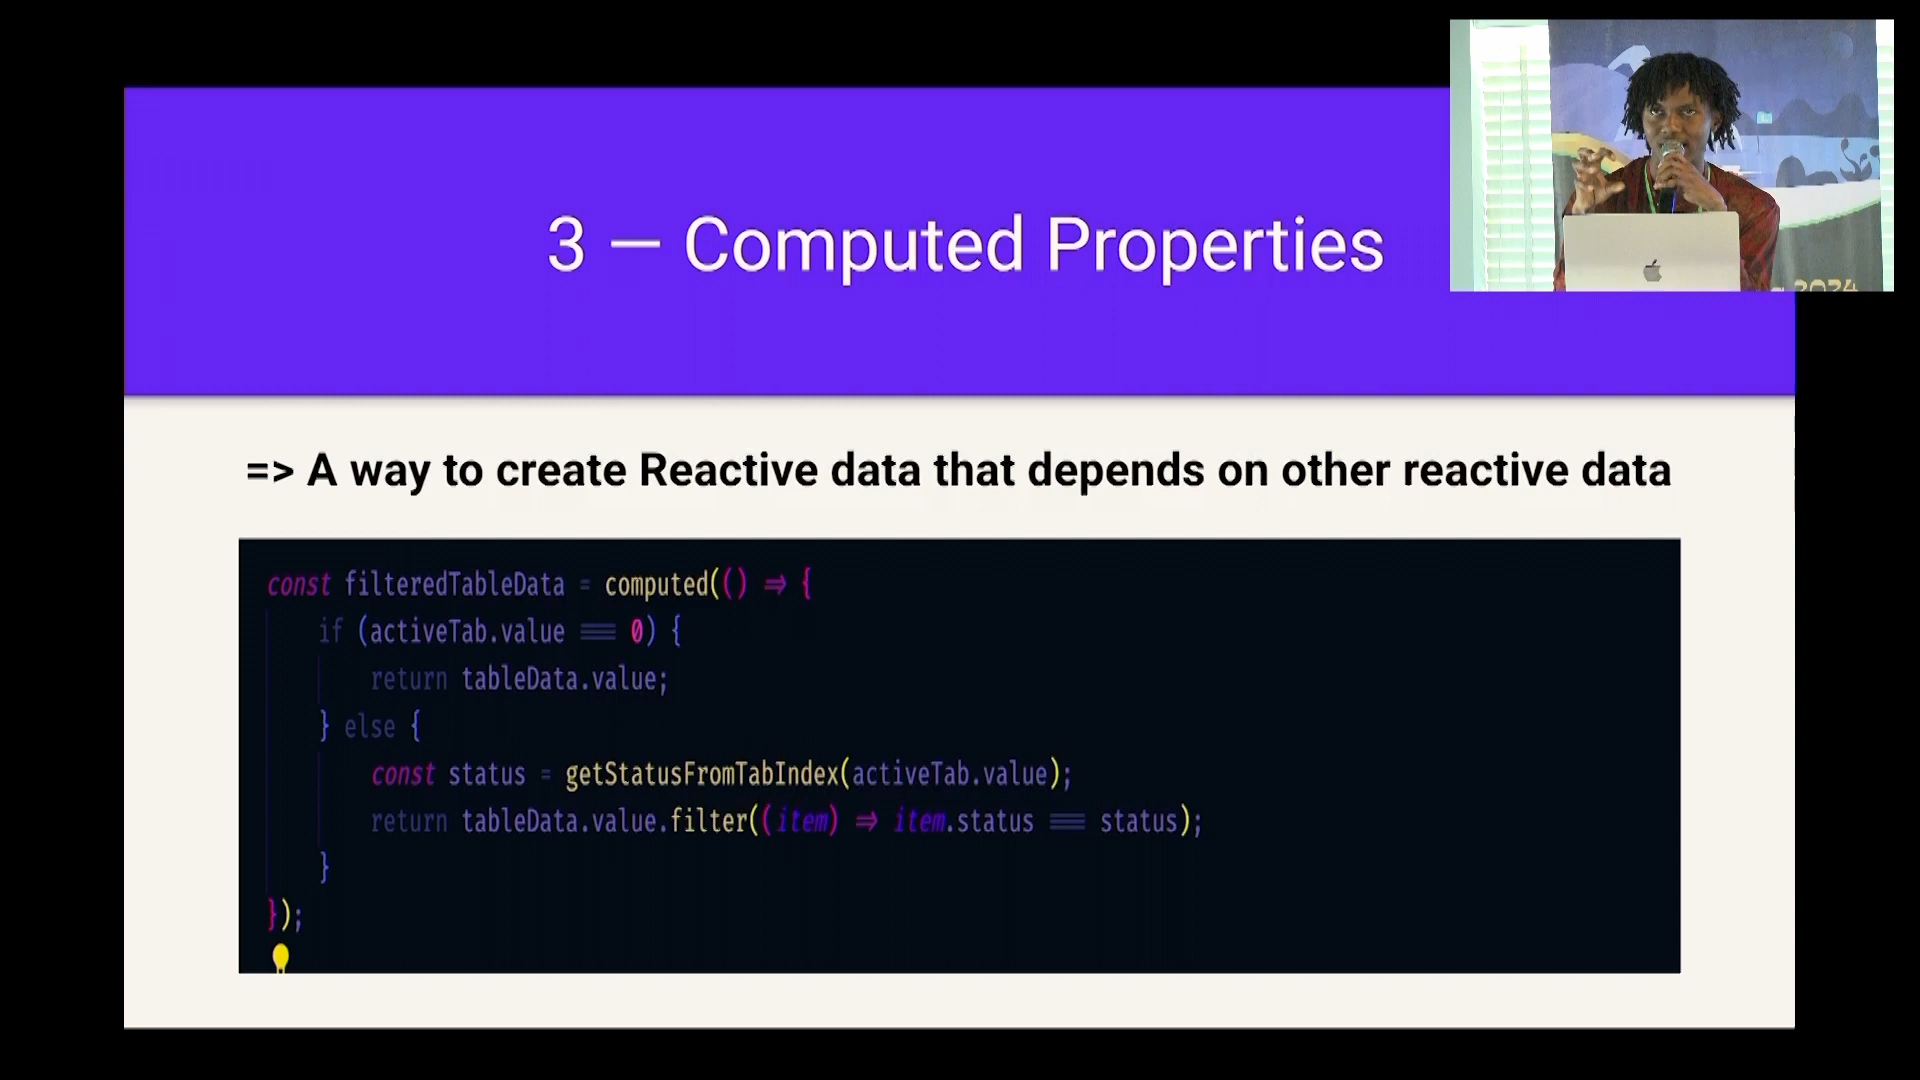 3 — Computed Properties
=> A way to create Reactive data that depends on other reactive data
const filteredTableData = computed(() => {
if (activeTab.value === 0) {
return tableData.value;
} else {
const status = getStatusFromTabIndex(activeTab.value);
return tableData.value.filter((item) => item.status === status);
}
});
2024